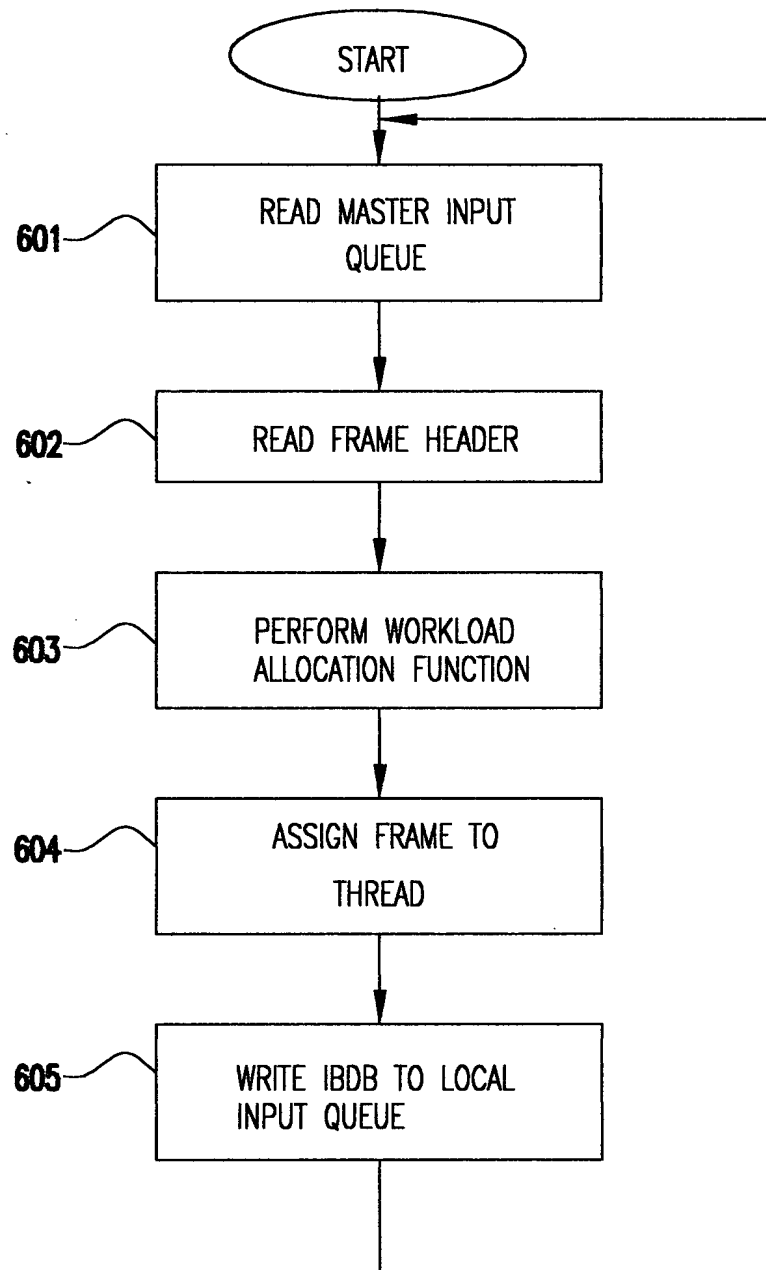 START
601
READ MASTER INPUT
QUEUE
602
READ FRAME HEADER
603
PERFORM WORKLOAD
ALLOCATION FUNCTION
604
ASSIGN FRAME TO
THREAD
605
WRITE IBDB TO LOCAL
INPUT QUEUE